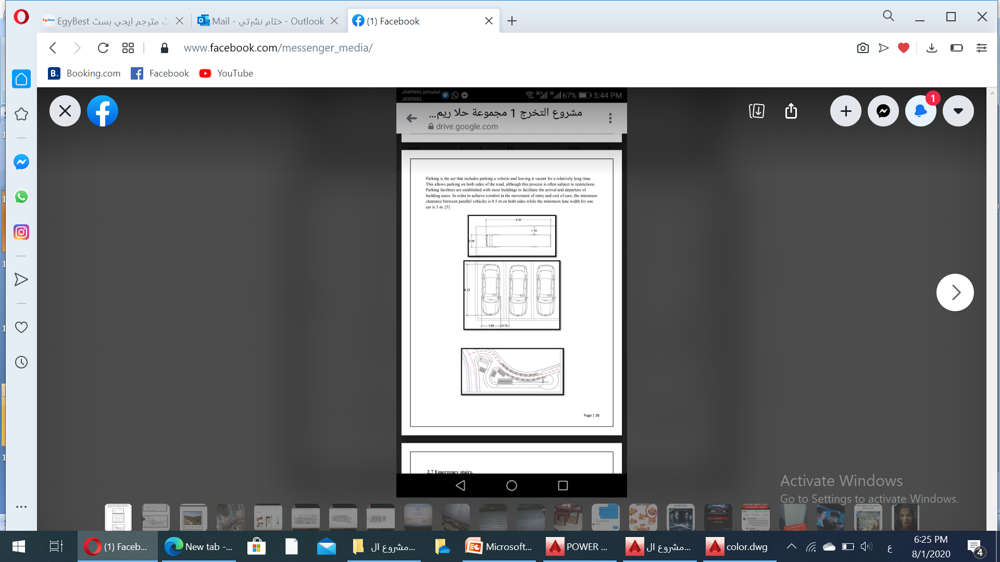 EgyBest مترجم ايجي بست
Mail - ختام نشرتي - Outlook
(1) Facebook
www.facebook.com/messenger_media/
Booking.com
Facebook
YouTube
JAWWAL|etisalat
JAWWAL
67%
5:44 PM
مشروع التخرج 1 مجموعة حلا ريم...
drive.google.com
1
Parking is the act that includes parking a vehicle and leaving it vacant for a relatively long time.
This allows parking on both sides of the road, although this process is often subject to restrictions.
Parking facilities are established with most buildings to facilitate the arrival and departure of
building users. In order to achieve comfort in the movement of entry and exit of cars, the minimum
clearance between parallel vehicles is 0.5 m on both sides while the minimum lane width for one
car is 3 m. [5]
1.35
2.06
4.23
Page | 38
2.7 Emergency stairs.
Activate Windows
Go to Settings to activate Windows.
(1) Faceb...
New tab -...
مشروع ال...
Microsoft...
POWER ...
مشروع ال...
color.dwg
ع
6:25 PM
8/1/2020
4